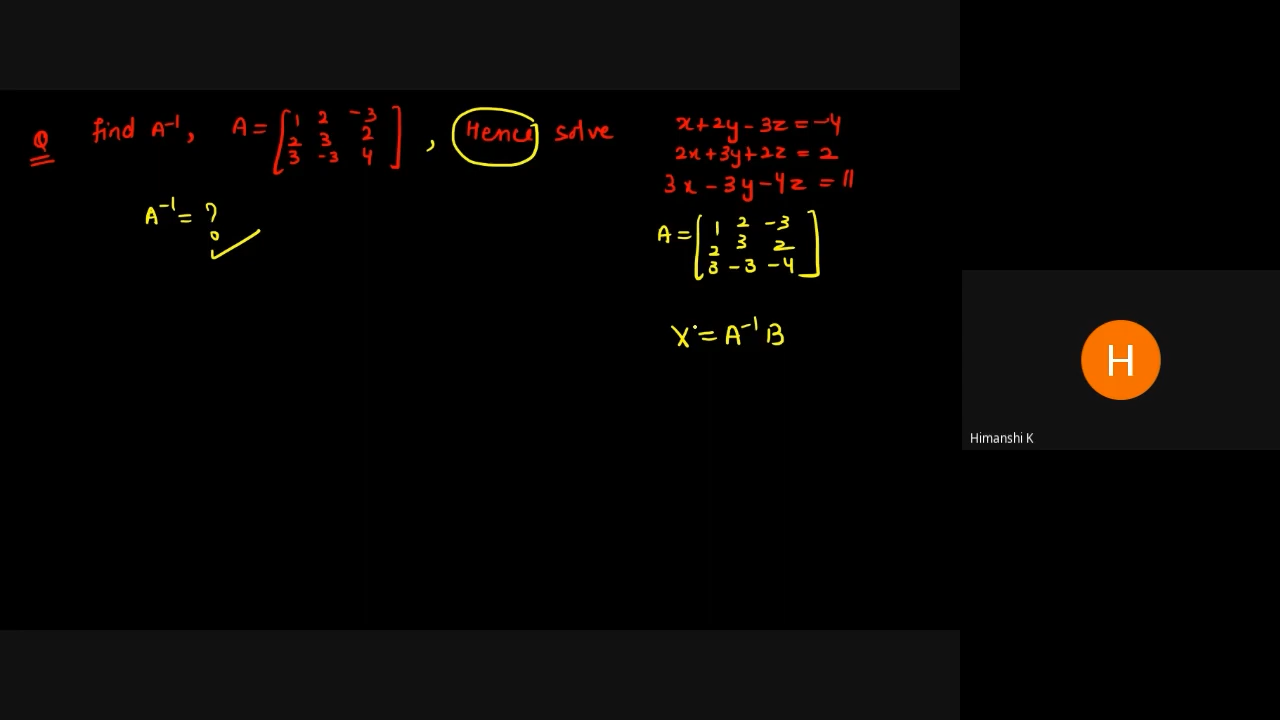 Q find A⁻¹, A = [1 2 -3 , Hence solve x+2y-3z=-4
2 3 2 2x+3y+2z = 2
3 -3 4] 3x-3y-4z = 11
A⁻¹ = ? A = [1 2 -3
2 3 2
3 -3 -4]
X = A⁻¹B
H
Himanshi K